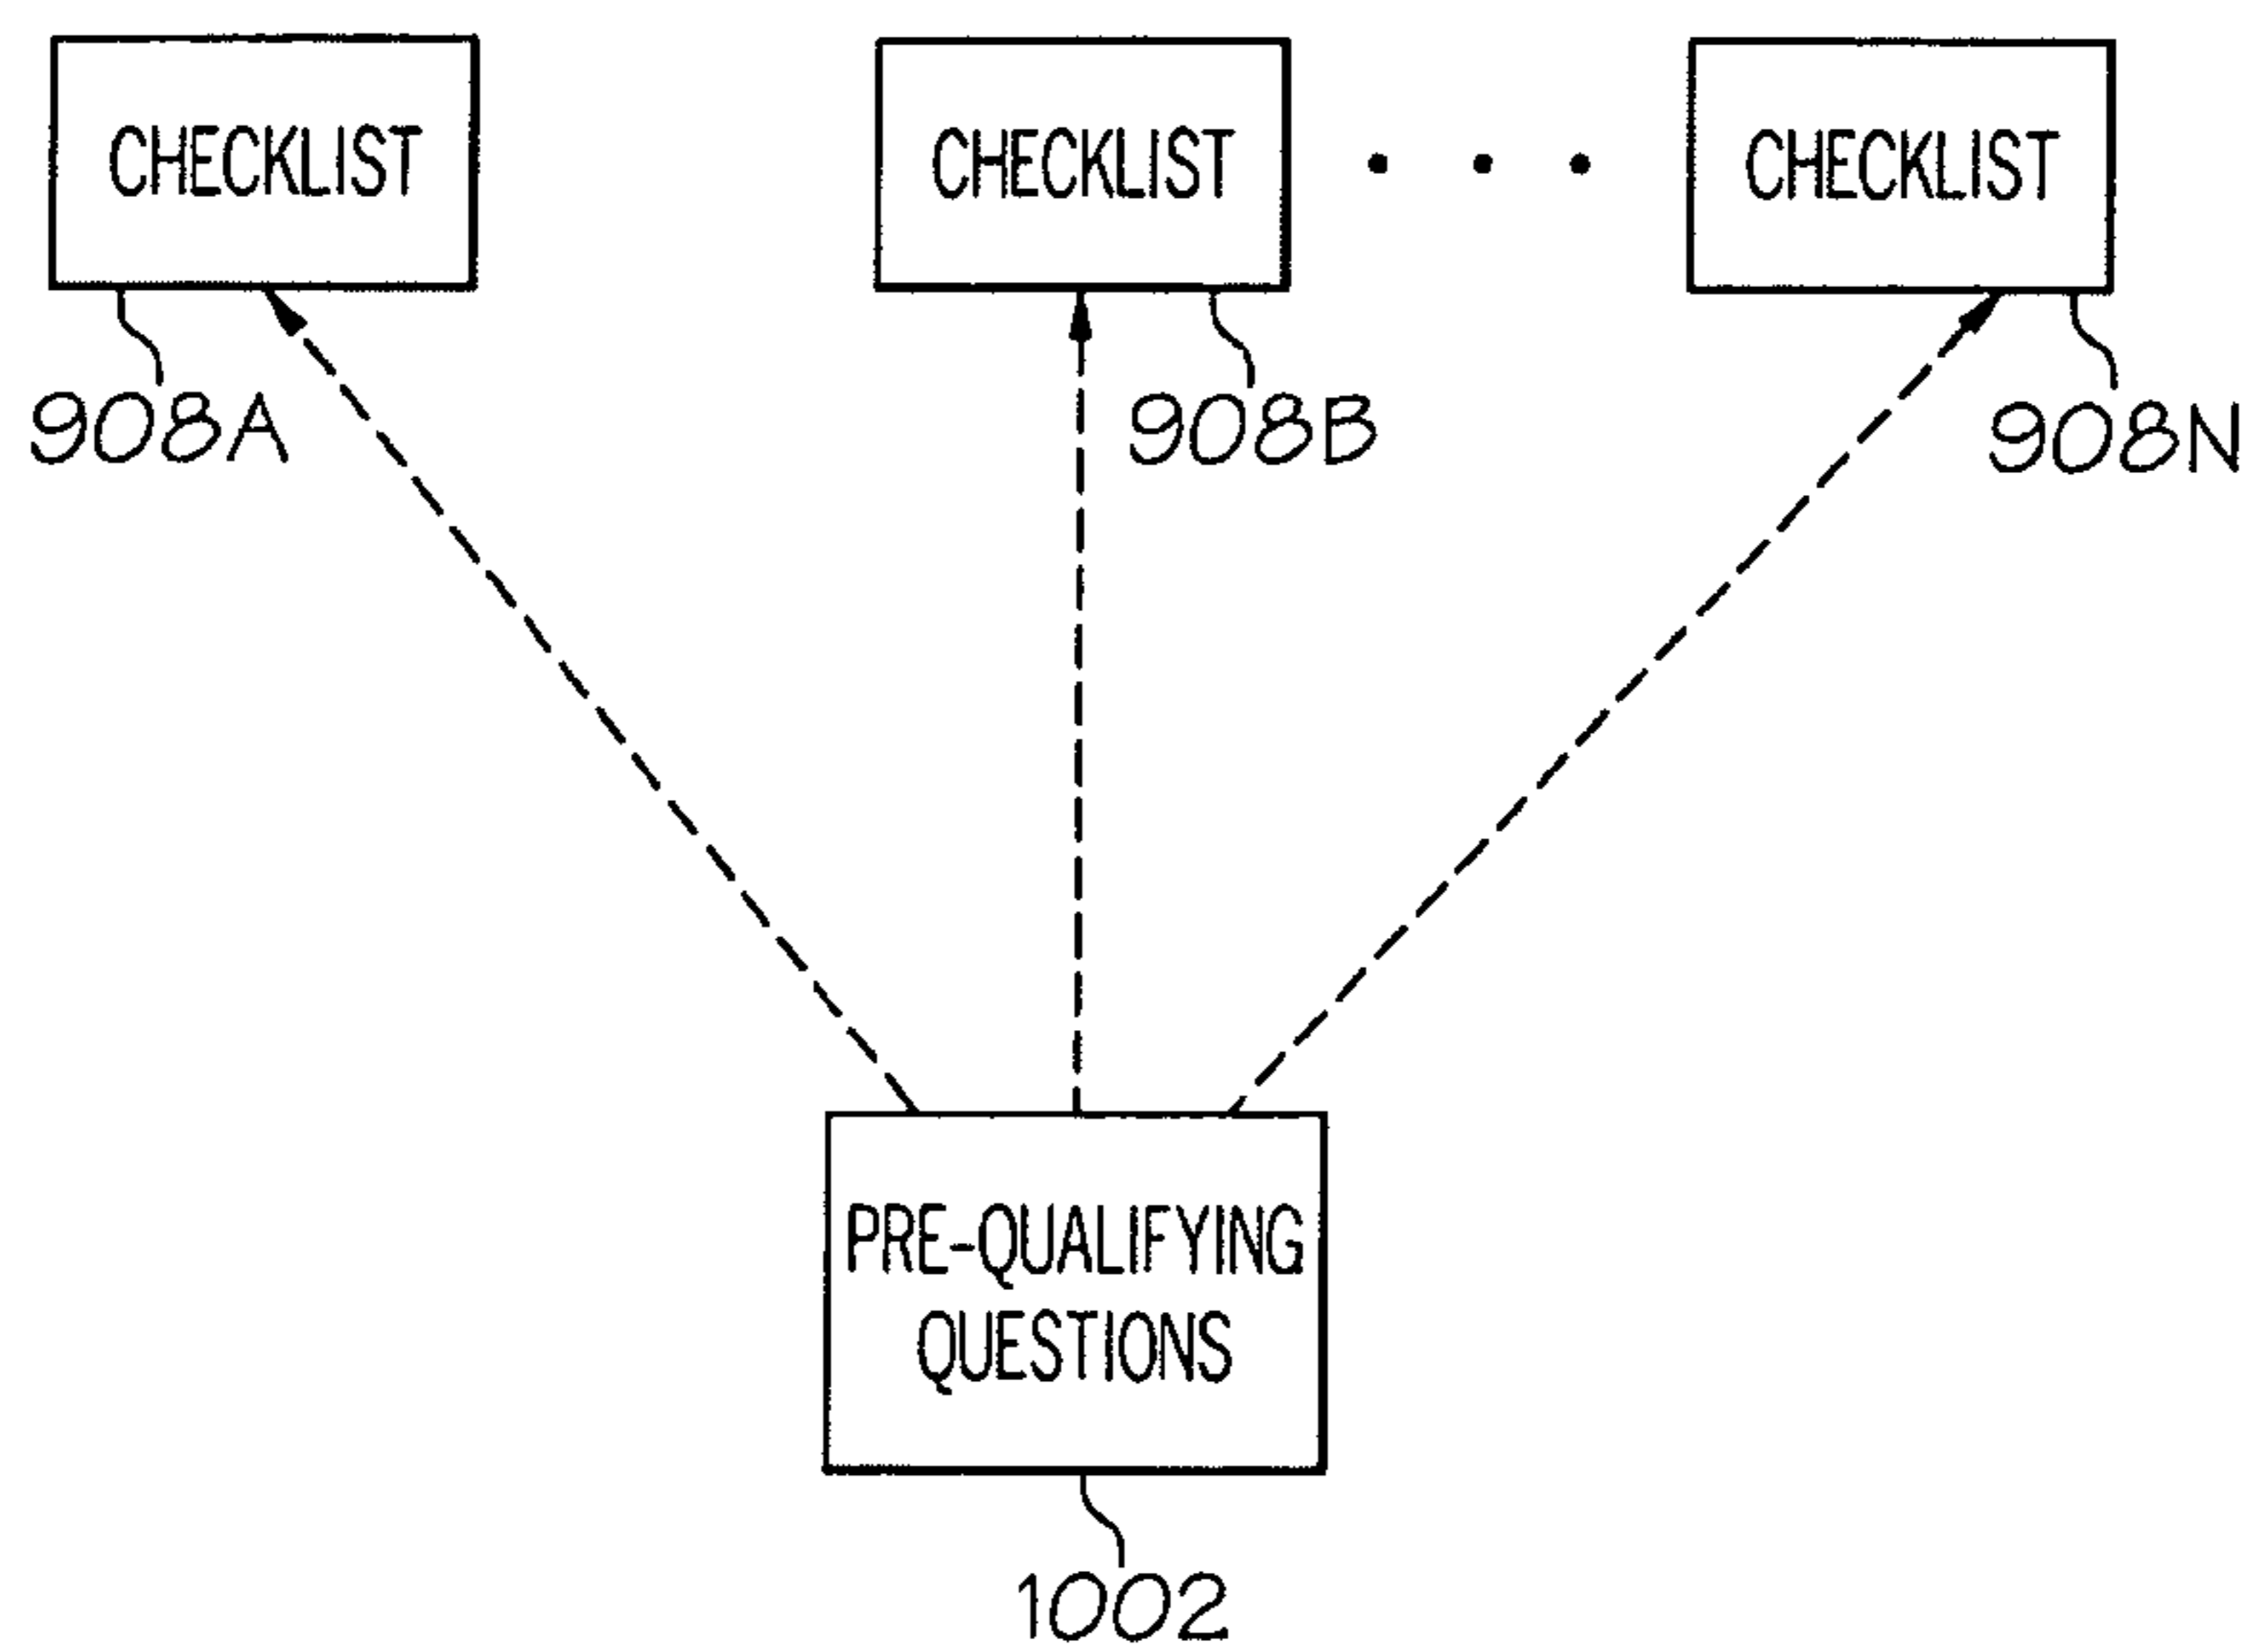 CHECKLIST
CHECKLIST
CHECKLIST
908A
908B
908N
PRE-QUALIFYING
QUESTIONS
1002